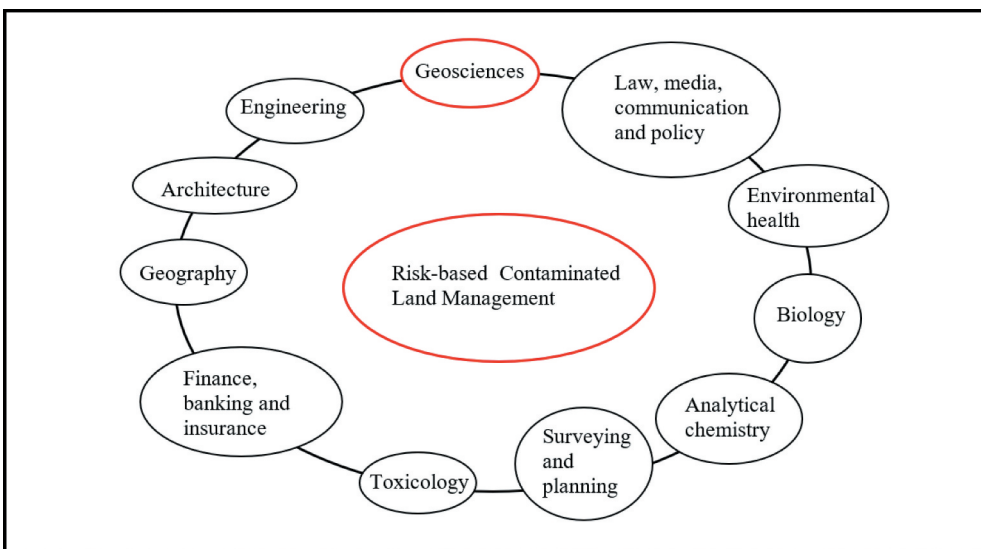 Geosciences
Law, media,
communication
and policy
Engineering
Environmental
health
Architecture
Geography
Risk-based Contaminated
Land Management
Biology
Finance,
banking and
insurance
Analytical
chemistry
Surveying
and
planning
Toxicology